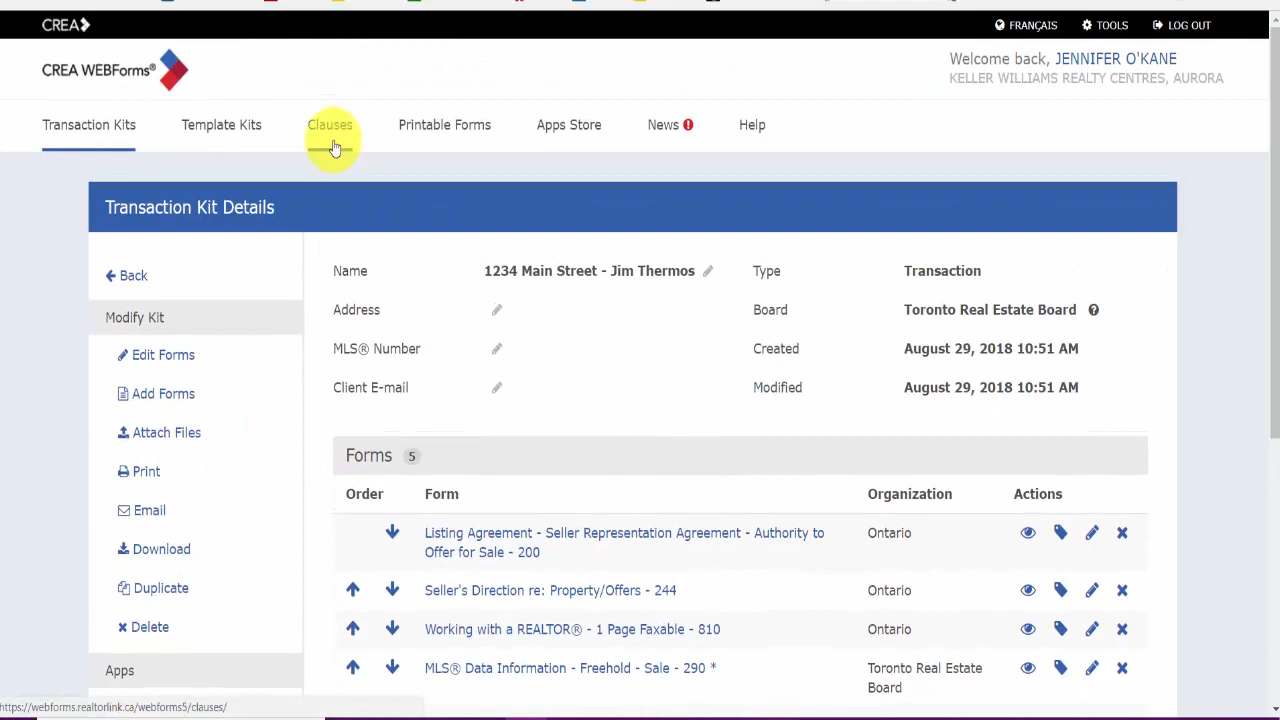 CREA
FRANÇAIS TOOLS LOG OUT
CREA WEBForms®
Welcome back, JENNIFER O'KANE
KELLER WILLIAMS REALTY CENTRES, AURORA
Transaction Kits Template Kits Clauses Printable Forms Apps Store News Help
Transaction Kit Details
Back
Modify Kit
Edit Forms
Add Forms
Attach Files
Print
Email
Download
Duplicate
Delete
Apps
Name 1234 Main Street - Jim Thermos Type Transaction
Address Board Toronto Real Estate Board
MLS® Number Created August 29, 2018 10:51 AM
Client E-mail Modified August 29, 2018 10:51 AM
Forms 5
Order Form Organization Actions
Listing Agreement - Seller Representation Agreement - Authority to Ontario
Offer for Sale - 200
Seller's Direction re: Property/Offers - 244 Ontario
Working with a REALTOR® - 1 Page Faxable - 810 Ontario
MLS® Data Information - Freehold - Sale - 290 * Toronto Real Estate
Board
https://webforms.realtorlink.ca/webforms5/clauses/